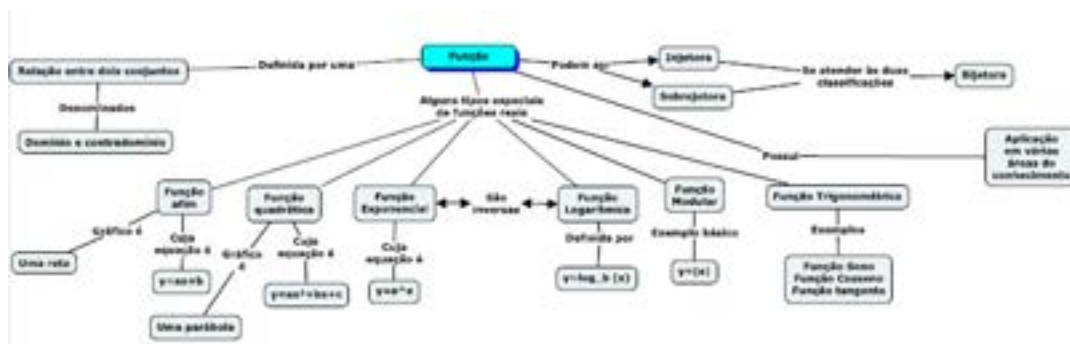 Função
Relação entre dois conjuntos
Definida por uma
Podem ser
Injetora
Sobrejetora
Se atender às duas
classificações
Bijetora
Denominados
Domínio e contradomínio
Alguns tipos especiais
de funções reais
Possui
Aplicação
em várias
áreas do
conhecimento
Função
afim
Função
quadrática
Função
Exponencial
São
inversas
Função
Logarítmica
Função
Modular
Função Trigonométrica
Gráfico é
Cuja
equação é
Gráfico
é
Cuja
equação é
Cuja
equação é
Definida por
Exemplo básico
Exemplos
Uma reta
y=ax+b
Uma parábola
y=ax²+bx+c
y=a^x
y=log_b (x)
Função Seno
Função Cosseno
Função tangente